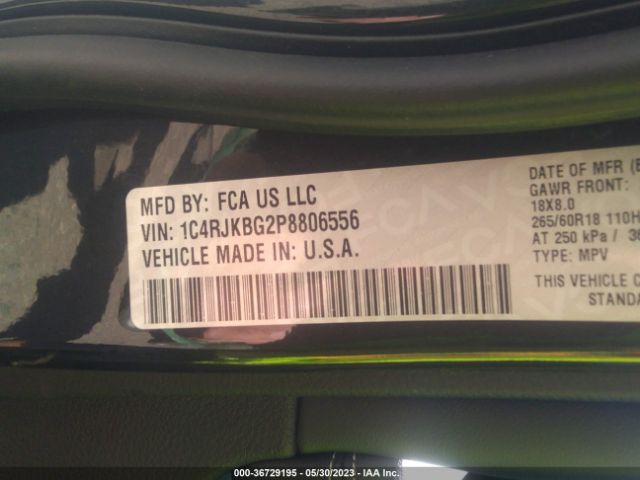 MFD BY: FCA US LLC
VIN: 1C4RJKBG2P8806556
VEHICLE MADE IN: U.S.A.
DATE OF MFR (
GAWR FRONT:
18X8.0
265/60R18 110H
AT 250 kPa /
TYPE: MPV
THIS VEHICLE
STANDA
000-36729195 - 05/30/2023 - IAA Inc.